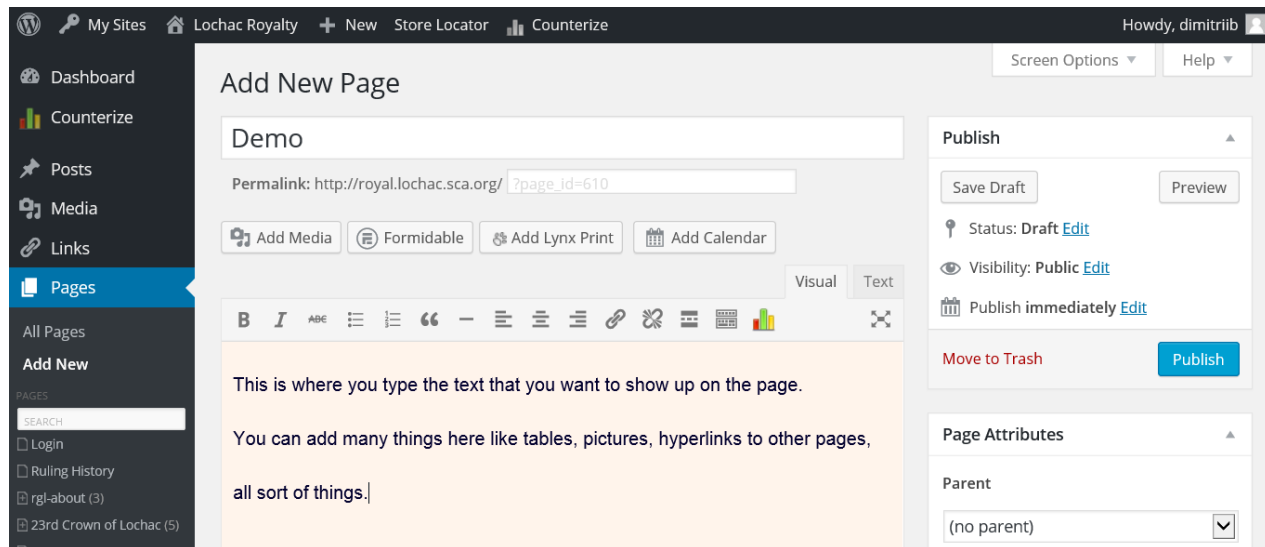 My Sites Lochac Royalty New Store Locator Counterize Howdy, dimitriib
Screen Options Help
Dashboard
Counterize
Posts
Media
Links
Pages
All Pages
Add New
PAGES
SEARCH
Login
Ruling History
rgl-about (3)
23rd Crown of Lochac (5)
Add New Page
Demo
Permalink: http://royal.lochac.sca.org/ ?page_id=610
Add Media Formidable Add Lynx Print Add Calendar
Visual Text
B I ABC
This is where you type the text that you want to show up on the page.
You can add many things here like tables, pictures, hyperlinks to other pages,
all sort of things.
Publish
Save Draft Preview
Status: Draft Edit
Visibility: Public Edit
Publish immediately Edit
Move to Trash Publish
Page Attributes
Parent
(no parent)